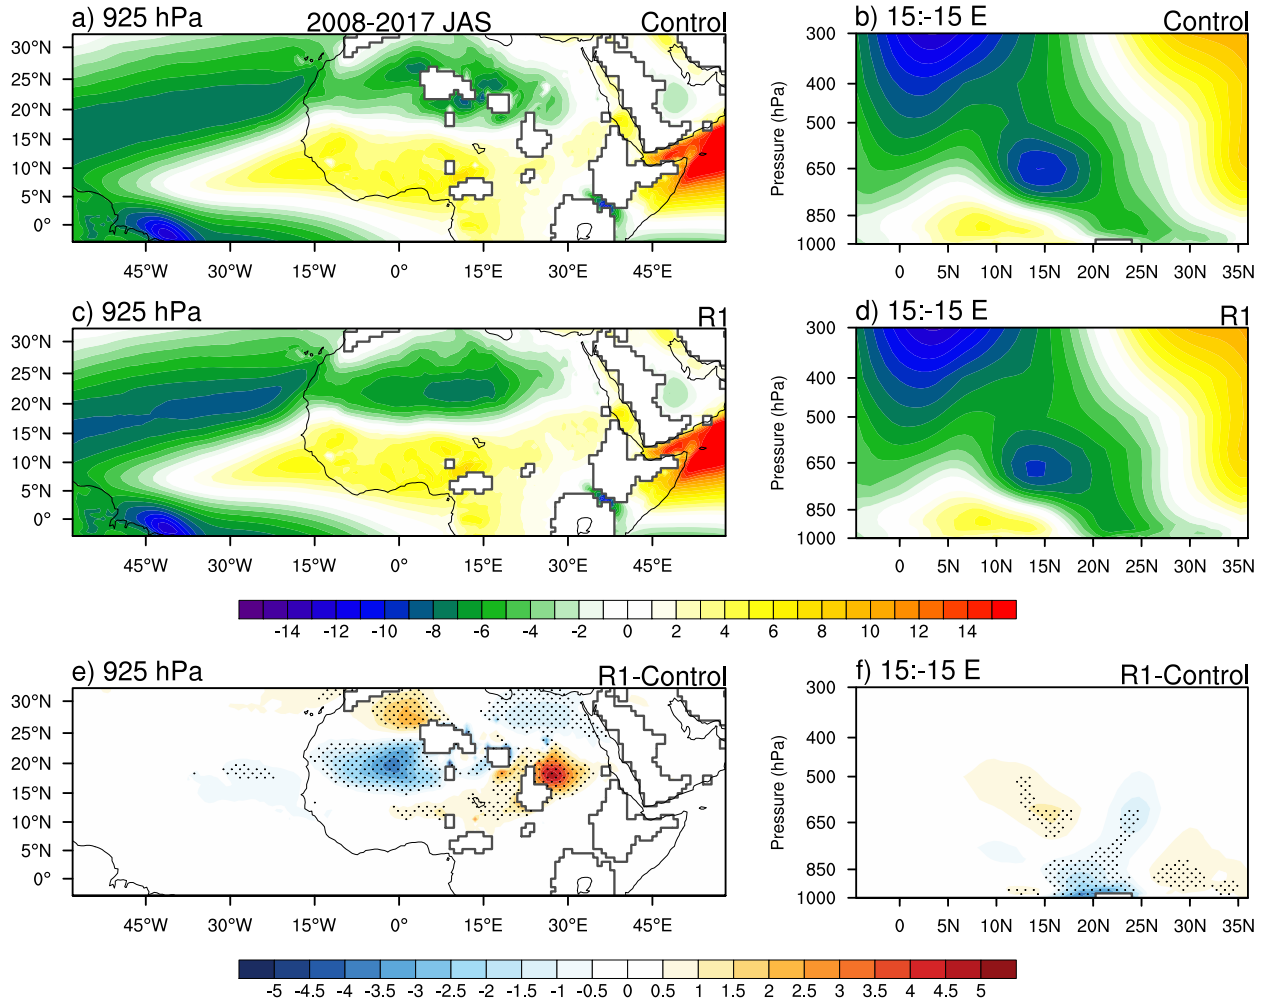 a) 925 hPa 2008-2017 JAS Control
30°N
25°N
20°N
15°N
10°N
5°N
0°
45°W 30°W 15°W 0° 15°E 30°E 45°E
b) 15:-15 E Control
Pressure (hPa)
300
400
500
650
850
1000
0 5N 10N 15N 20N 25N 30N 35N
c) 925 hPa R1
30°N
25°N
20°N
15°N
10°N
5°N
0°
45°W 30°W 15°W 0° 15°E 30°E 45°E
d) 15:-15 E R1
Pressure (hPa)
300
400
500
650
850
1000
0 5N 10N 15N 20N 25N 30N 35N
-14 -12 -10 -8 -6 -4 -2 0 2 4 6 8 10 12 14
e) 925 hPa R1-Control
30°N
25°N
20°N
15°N
10°N
5°N
0°
45°W 30°W 15°W 0° 15°E 30°E 45°E
f) 15:-15 E R1-Control
Pressure (hPa)
300
400
500
650
850
1000
0 5N 10N 15N 20N 25N 30N 35N
-5 -4.5 -4 -3.5 -3 -2.5 -2 -1.5 -1 -0.5 0 0.5 1 1.5 2 2.5 3 3.5 4 4.5 5